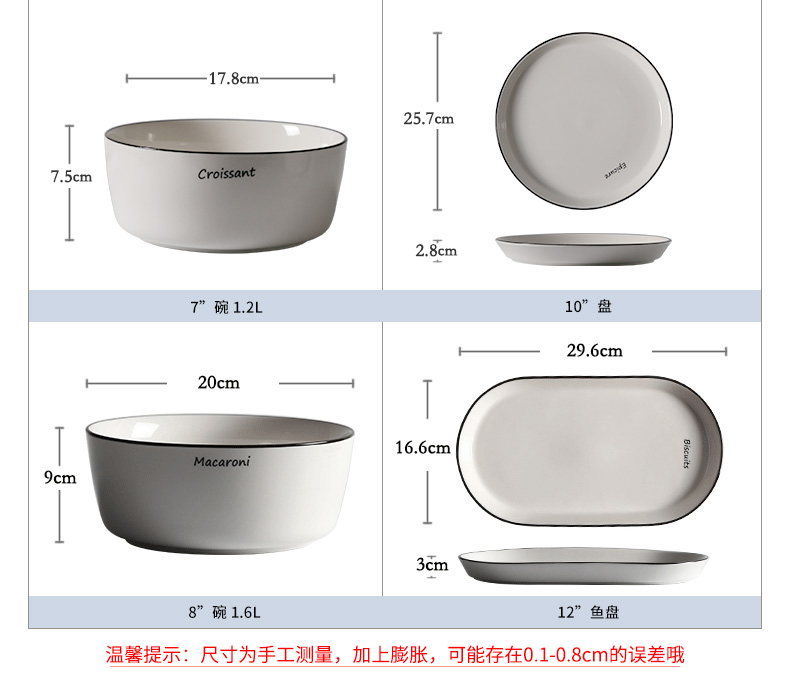 17.8cm
7.5cm
Croissant
7” 碗 1.2L
25.7cm
Epicure
2.8cm
10” 盘
20cm
9cm
Macaroni
8” 碗 1.6L
29.6cm
16.6cm
Biscuits
3cm
12” 鱼盘
温馨提示：尺寸为手工测量，加上膨胀，可能存在0.1-0.8cm的误差哦